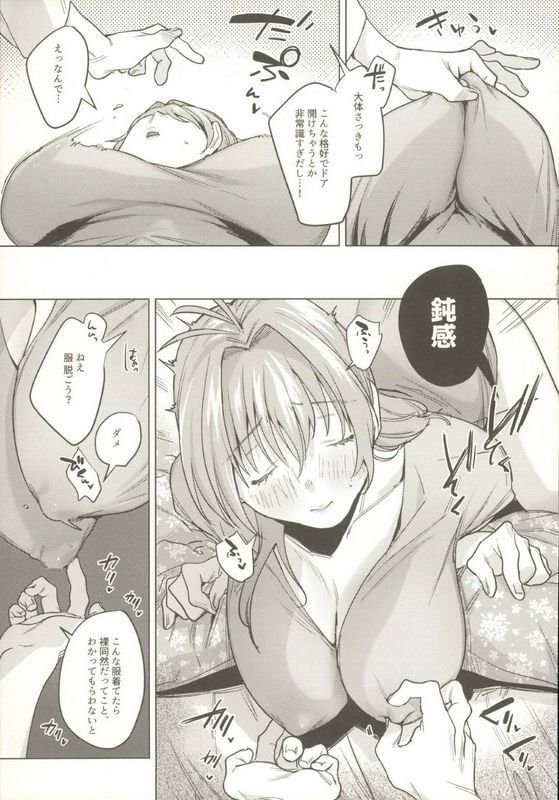 きゅぅ
大体さっきもっ
こんな格好でドア
開けちゃうとか
非常識すぎだし…!
だっ
たぷん
えっなんで…
鈍感
ふっ
ねえ
服脱ごう?
ダメ
カリ
カリ
こんな服着てたら
裸同然だってこと、
わかってもらわないと